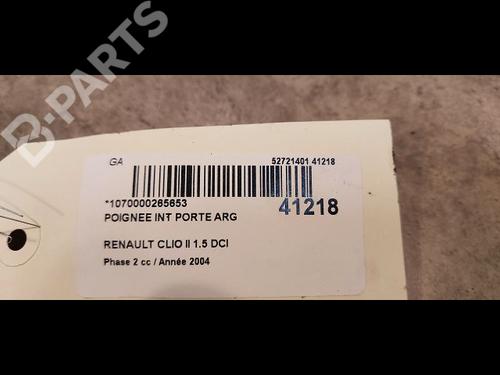 B-PARTS
GA 52721401 41218
*1070000265653 41218
POIGNEE INT PORTE ARG
RENAULT CLIO II 1.5 DCI
Phase 2 cc / Année 2004